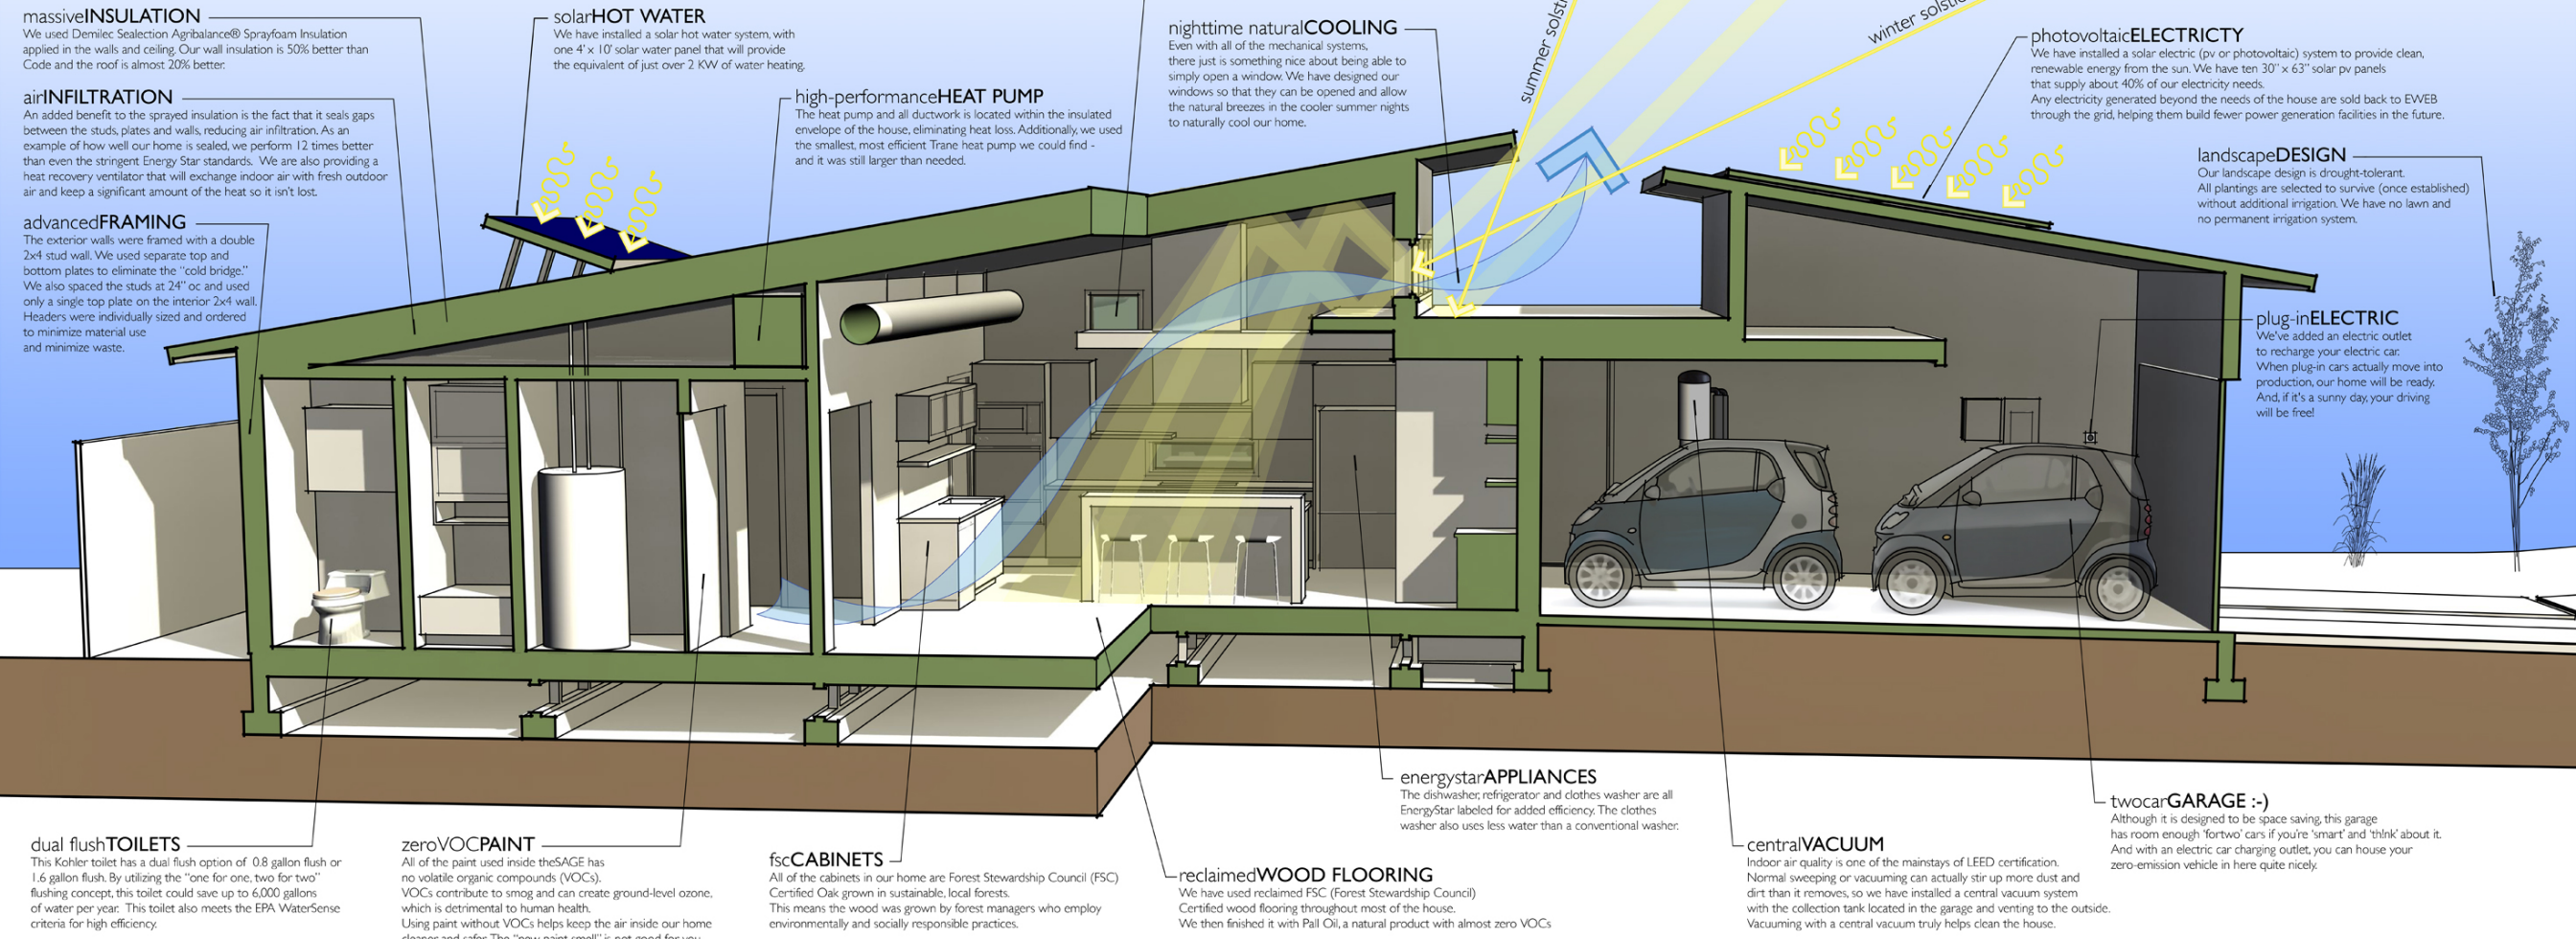 massiveINSULATION
We used Demilec Sealection Agribalance® Sprayfoam Insulation
applied in the walls and ceiling. Our wall insulation is 50% better than
Code and the roof is almost 20% better.
airINFILTRATION
An added benefit to the sprayed insulation is the fact that it seals gaps
between the studs, plates and walls, reducing air infiltration. As an
example of how well our home is sealed, we perform 12 times better
than even the stringent Energy Star standards. We are also providing a
heat recovery ventilator that will exchange indoor air with fresh outdoor
air and keep a significant amount of the heat so it isn't lost.
advancedFRAMING
The exterior walls were framed with a double
2x4 stud wall. We used separate top and
bottom plates to eliminate the "cold bridge."
We also spaced the studs at 24" oc and used
only a single top plate on the interior 2x4 wall.
Headers were individually sized and ordered
to minimize material use
and minimize waste.
solarHOT WATER
We have installed a solar hot water system, with
one 4' x 10' solar water panel that will provide
the equivalent of just over 2 KW of water heating.
high-performanceHEAT PUMP
The heat pump and all ductwork is located within the insulated
envelope of the house, eliminating heat loss. Additionally, we used
the smallest, most efficient Trane heat pump we could find -
and it was still larger than needed.
nighttime naturalCOOLING
Even with all of the mechanical systems,
there just is something nice about being able to
simply open a window. We have designed our
windows so that they can be opened and allow
the natural breezes in the cooler summer nights
to naturally cool our home.
summer solsti
winter solstic
photovoltaicELECTRICTY
We have installed a solar electric (pv or photovoltaic) system to provide clean,
renewable energy from the sun. We have ten 30" x 63" solar pv panels
that supply about 40% of our electricity needs.
Any electricity generated beyond the needs of the house are sold back to EWEB
through the grid, helping them build fewer power generation facilities in the future.
landscapeDESIGN
Our landscape design is drought-tolerant.
All plantings are selected to survive (once established)
without additional irrigation. We have no lawn and
no permanent irrigation system.
plug-inELECTRIC
We've added an electric outlet
to recharge your electric car.
When plug-in cars actually move into
production, our home will be ready.
And, if it's a sunny day, your driving
will be free!
dual flushTOILETS
This Kohler toilet has a dual flush option of 0.8 gallon flush or
1.6 gallon flush. By utilizing the "one for one, two for two"
flushing concept, this toilet could save up to 6,000 gallons
of water per year. This toilet also meets the EPA WaterSense
criteria for high efficiency.
zeroVOCPAINT
All of the paint used inside theSAGE has
no volatile organic compounds (VOCs).
VOCs contribute to smog and can create ground-level ozone,
which is detrimental to human health.
Using paint without VOCs helps keep the air inside our home
cleaner and safer. The "new paint smell" is not good for you
fscCABINETS
All of the cabinets in our home are Forest Stewardship Council (FSC)
Certified Oak grown in sustainable, local forests.
This means the wood was grown by forest managers who employ
environmentally and socially responsible practices.
reclaimedWOOD FLOORING
We have used reclaimed FSC (Forest Stewardship Council)
Certified wood flooring throughout most of the house.
We then finished it with Pall Oil, a natural product with almost zero VOCs
energystarAPPLIANCES
The dishwasher, refrigerator and clothes washer are all
EnergyStar labeled for added efficiency. The clothes
washer also uses less water than a conventional washer.
centralVACUUM
Indoor air quality is one of the mainstays of LEED certification.
Normal sweeping or vacuuming can actually stir up more dust and
dirt than it removes, so we have installed a central vacuum system
with the collection tank located in the garage and venting to the outside.
Vacuuming with a central vacuum truly helps clean the house.
twocarGARAGE :-)
Although it is designed to be space saving, this garage
has room enough 'fortwo' cars if you're 'smart' and 'th!nk' about it.
And with an electric car charging outlet, you can house your
zero-emission vehicle in here quite nicely.